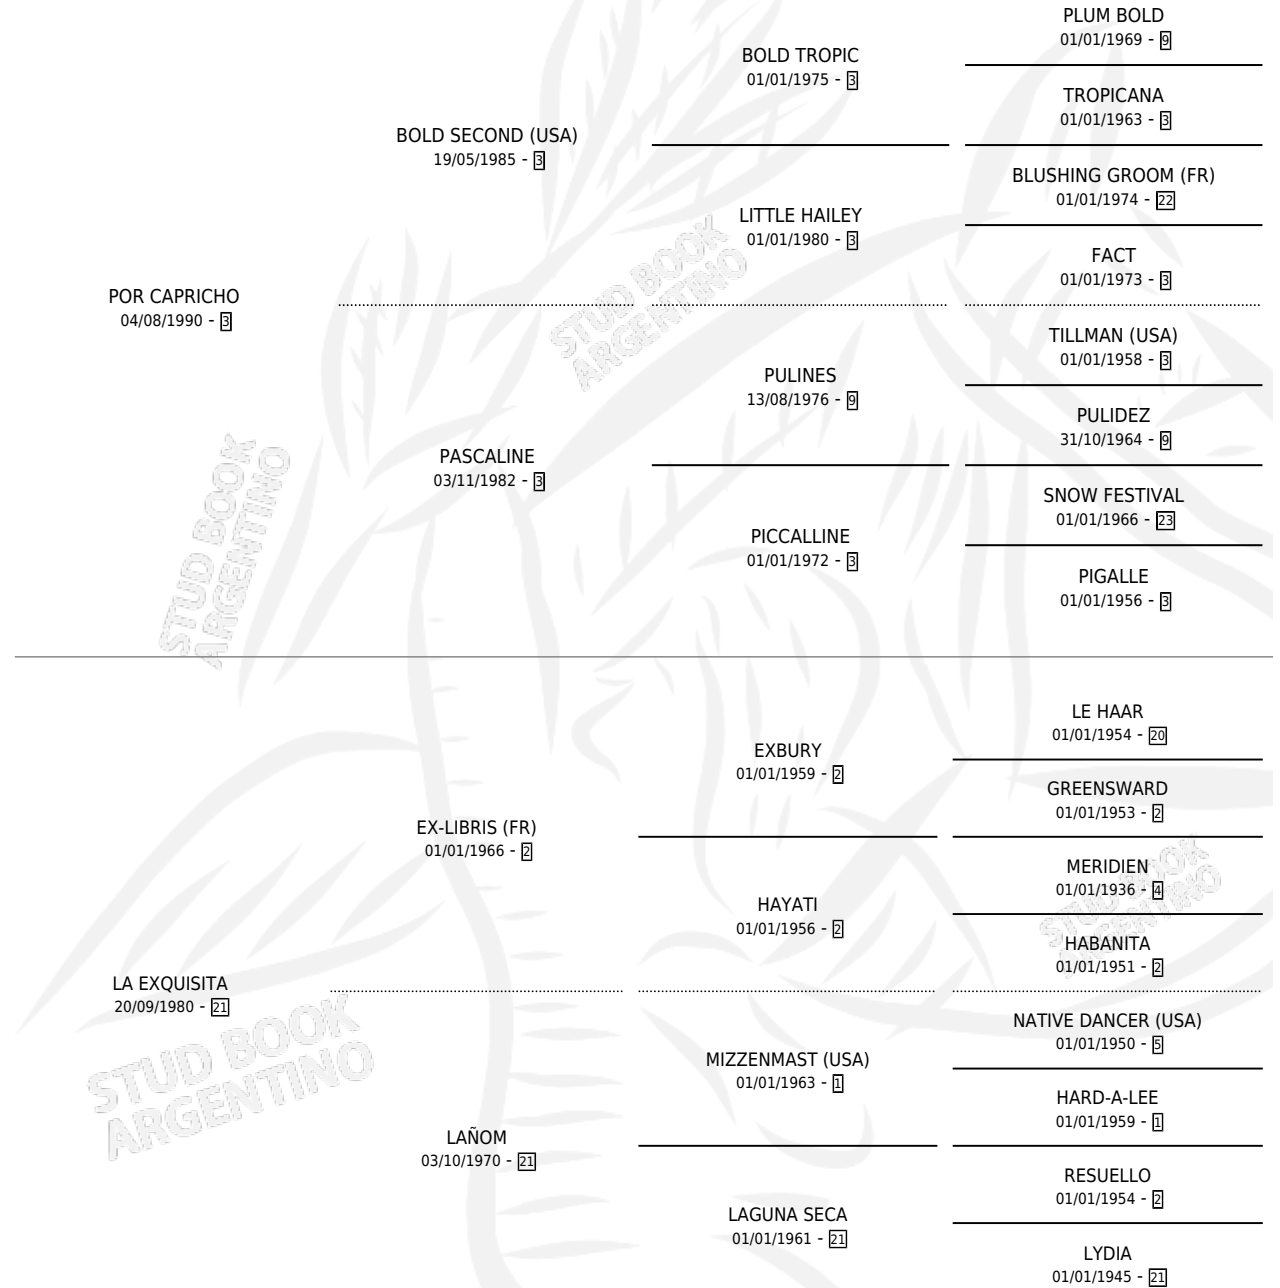 PLUM BOLD
01/01/1969 - 9
BOLD TROPIC
01/01/1975 - 3
TROPICANA
01/01/1963 - 3
BOLD SECOND (USA)
19/05/1985 - 3
BLUSHING GROOM (FR)
01/01/1974 - 22
LITTLE HAILEY
01/01/1980 - 3
FACT
01/01/1973 - 3
POR CAPRICHO
04/08/1990 - 3
TILLMAN (USA)
01/01/1958 - 3
PULINES
13/08/1976 - 9
PULIDEZ
31/10/1964 - 9
PASCALINE
03/11/1982 - 3
SNOW FESTIVAL
01/01/1966 - 23
PICCALLINE
01/01/1972 - 3
PIGALLE
01/01/1956 - 3
STUD BOOK
ARGENTINO
STUD BOOK
ARGENTINO
LE HAAR
01/01/1954 - 20
EXBURY
01/01/1959 - 2
GREENSWARD
01/01/1953 - 2
EX-LIBRIS (FR)
01/01/1966 - 2
MERIDIEN
01/01/1936 - 4
HAYATI
01/01/1956 - 2
HABANITA
01/01/1951 - 2
STUD BOOK
ARGENTINO
LA EXQUISITA
20/09/1980 - 21
NATIVE DANCER (USA)
01/01/1950 - 5
MIZZENMAST (USA)
01/01/1963 - 1
HARD-A-LEE
01/01/1959 - 1
LAÑOM
03/10/1970 - 21
RESUELLO
01/01/1954 - 2
LAGUNA SECA
01/01/1961 - 21
LYDIA
01/01/1945 - 21
STUD BOOK
ARGENTINO